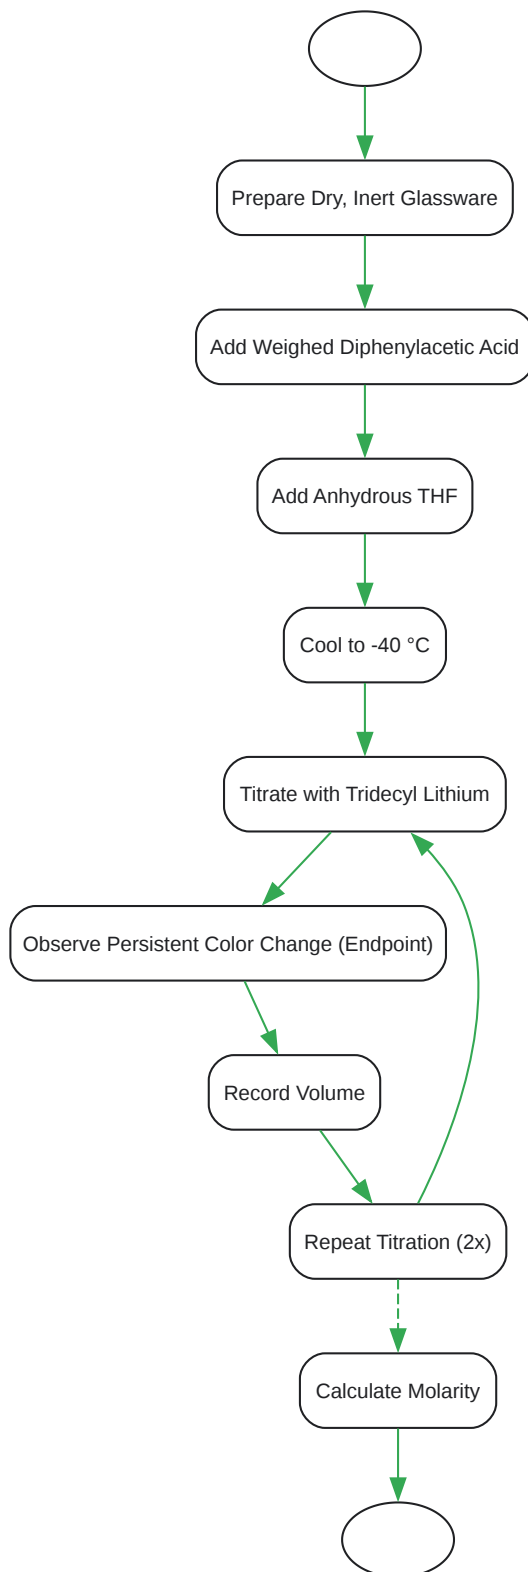 Prepare Dry, Inert Glassware
Add Weighed Diphenylacetic Acid
Add Anhydrous THF
Cool to -40 °C
Titrate with Tridecyl Lithium
Observe Persistent Color Change (Endpoint)
Record Volume
Repeat Titration (2x)
Calculate Molarity